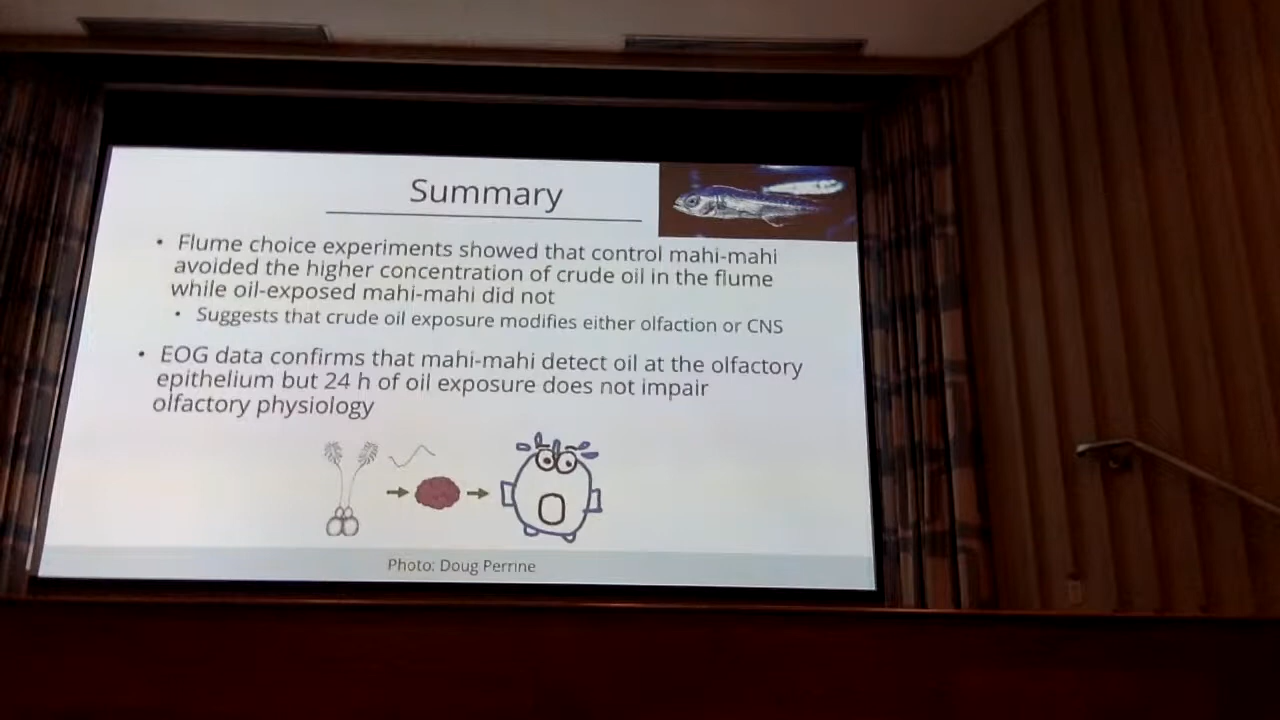 Summary
• Flume choice experiments showed that control mahi-mahi
avoided the higher concentration of crude oil in the flume
while oil-exposed mahi-mahi did not
• Suggests that crude oil exposure modifies either olfaction or CNS
• EOG data confirms that mahi-mahi detect oil at the olfactory
epithelium but 24 h of oil exposure does not impair
olfactory physiology
Photo: Doug Perrine